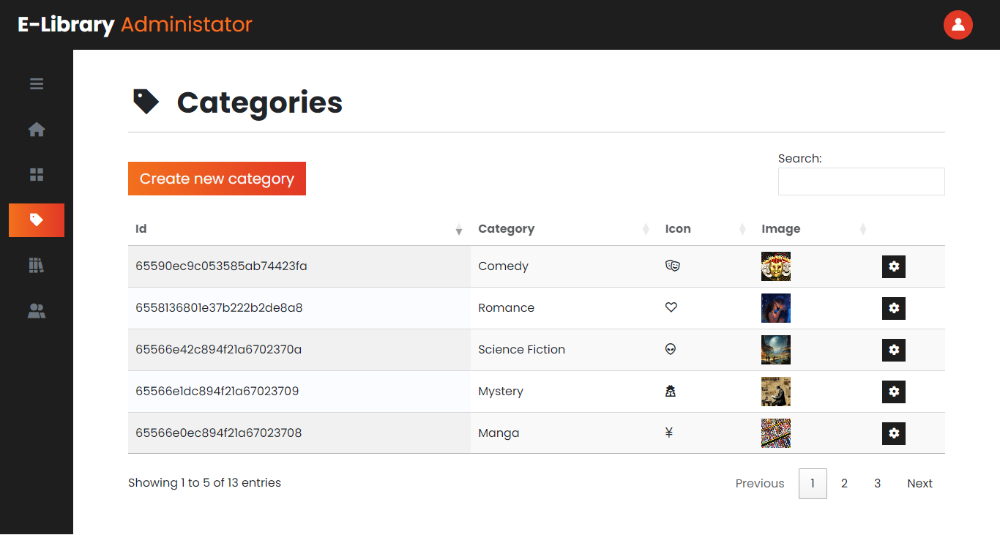 E-Library Administator
Categories
Create new category
Search:
Id Category Icon Image
65590ec9c053585ab74423fa Comedy
6558136801e37b222b2de8a8 Romance
65566e42c894f21a6702370a Science Fiction
65566e1dc894f21a67023709 Mystery
65566e0ec894f21a67023708 Manga ¥
Showing 1 to 5 of 13 entries Previous 1 2 3 Next